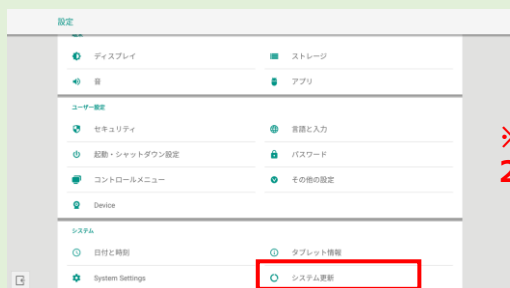 設定
ディスプレイ
ストレージ
音
アプリ
ユーザー設定
セキュリティ
言語と入力
起動・シャットダウン設定
パスワード
コントロールメニュー
その他の設定
Device
システム
日付と時刻
タブレット情報
System Settings
システム更新
※
2